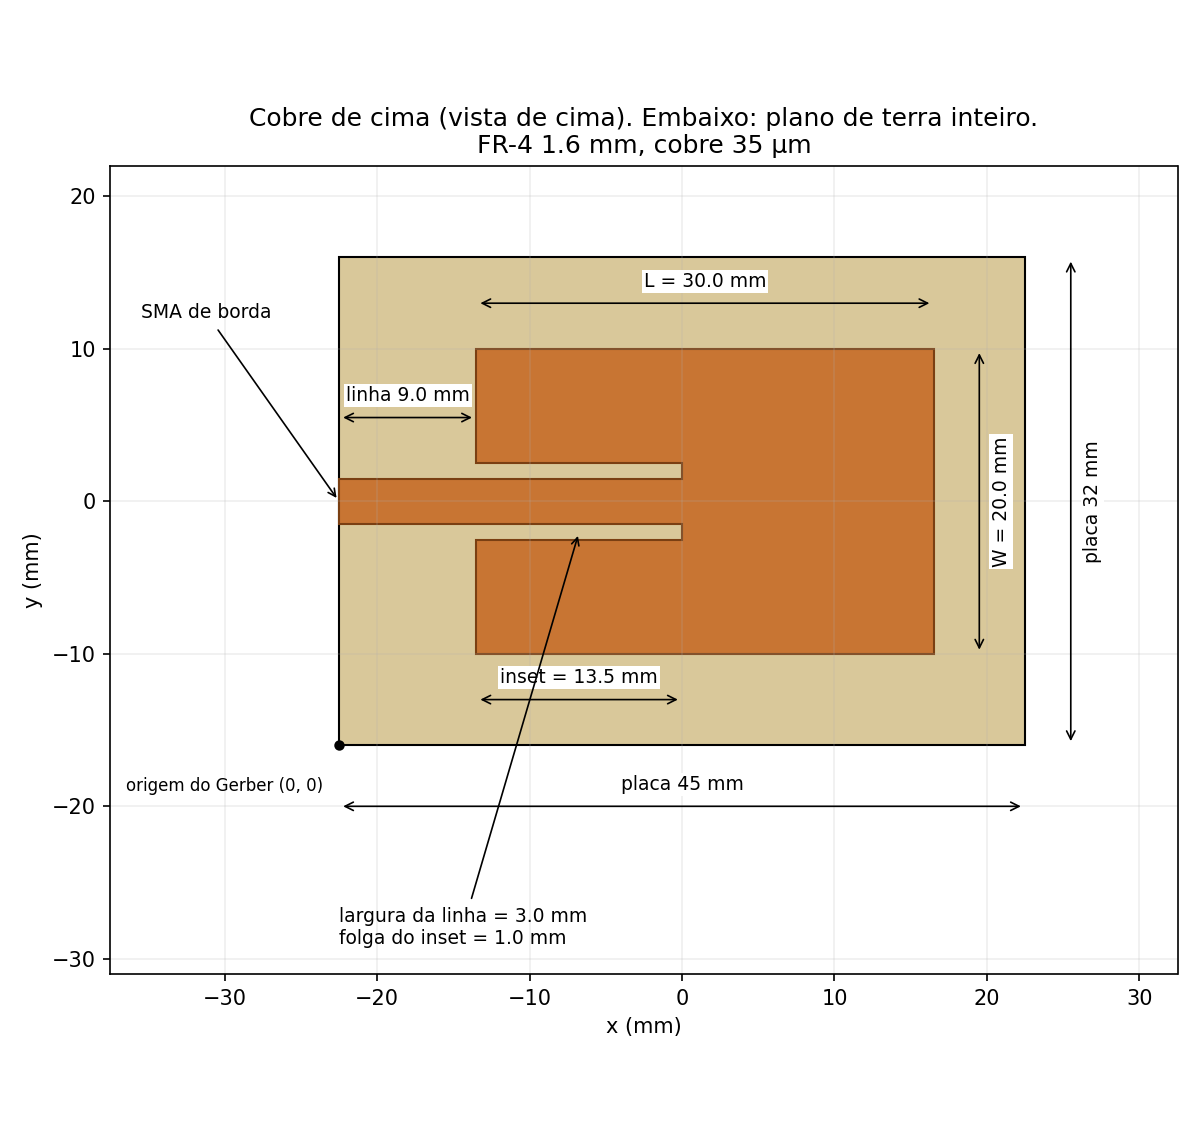 Cobre de cima (vista de cima). Embaixo: plano de terra inteiro.
FR-4 1.6 mm, cobre 35 µm
20
10
0
−10
−20
−30
y (mm)
SMA de borda
L = 30.0 mm
linha 9.0 mm
W = 20.0 mm
placa 32 mm
inset = 13.5 mm
origem do Gerber (0, 0)
placa 45 mm
largura da linha = 3.0 mm
folga do inset = 1.0 mm
−30
−20
−10
0
10
20
30
x (mm)